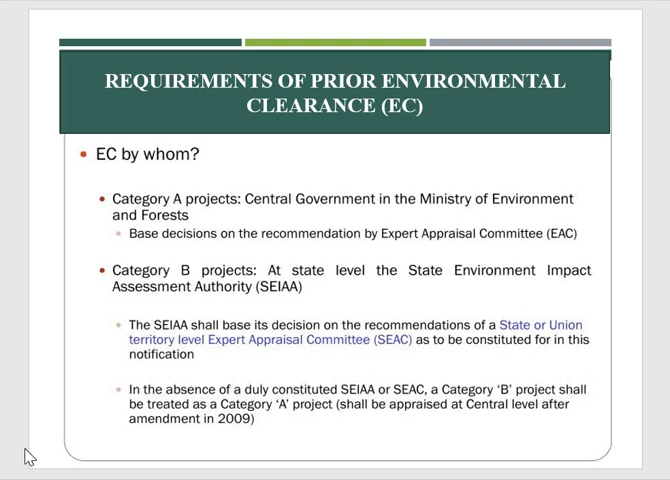 REQUIREMENTS OF PRIOR ENVIRONMENTAL
CLEARANCE (EC)
EC by whom?
Category A projects: Central Government in the Ministry of Environment
and Forests
Base decisions on the recommendation by Expert Appraisal Committee (EAC)
Category B projects: At state level the State Environment Impact
Assessment Authority (SEIAA)
The SEIAA shall base its decision on the recommendations of a State or Union
territory level Expert Appraisal Committee (SEAC) as to be constituted for in this
notification
In the absence of a duly constituted SEIAA or SEAC, a Category ‘B’ project shall
be treated as a Category ‘A’ project (shall be appraised at Central level after
amendment in 2009)